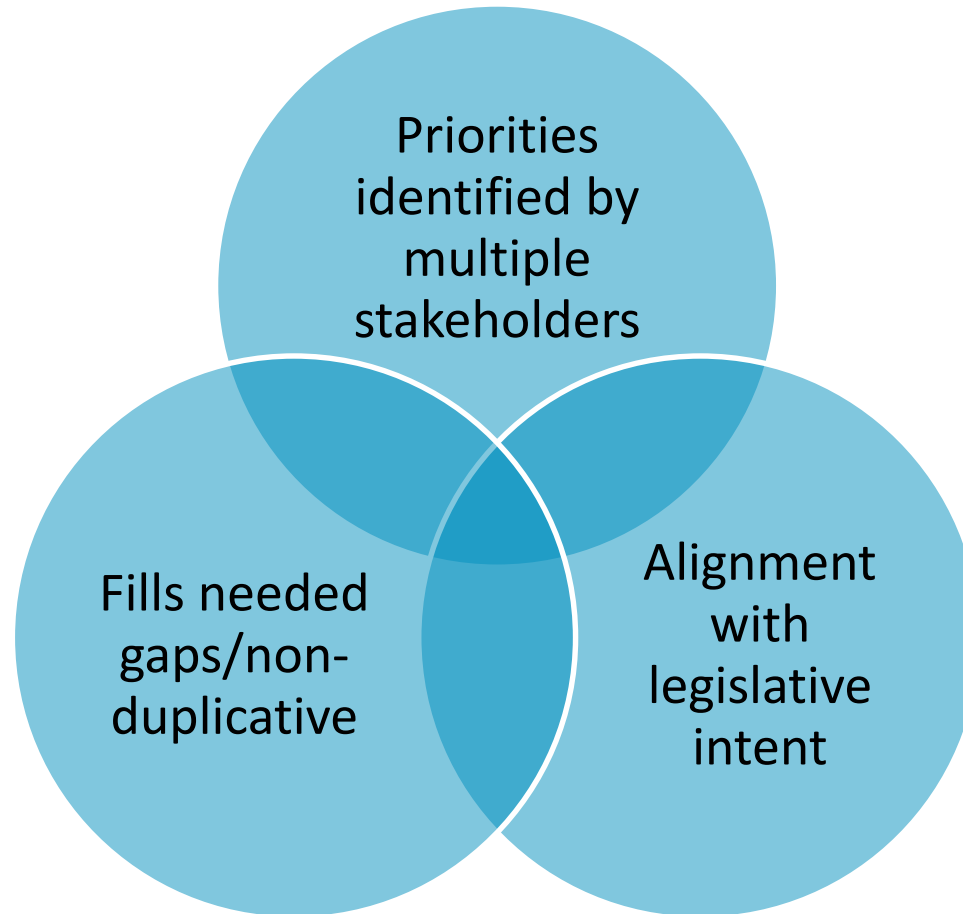 Priorities
identified by
multiple
stakeholders
Fills needed
gaps/non-
duplicative
Alignment
with
legislative
intent